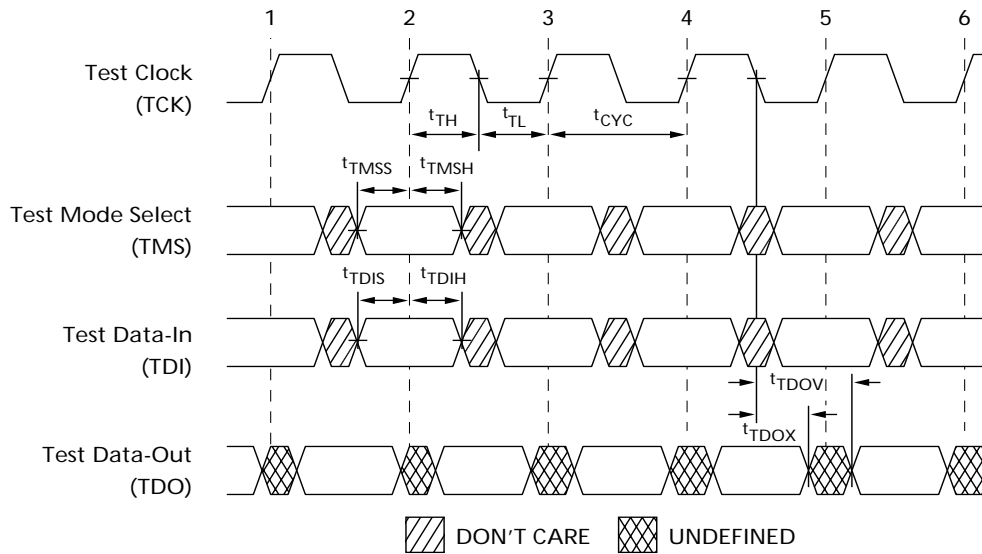 1 2 3 4 5 6
Test Clock
(TCK)
tTH tTL tCYC
tTMSS tTMSH
Test Mode Select
(TMS)
tTDIS tTDIH
Test Data-In
(TDI)
tTDOV
tTDOX
Test Data-Out
(TDO)
DON'T CARE UNDEFINED